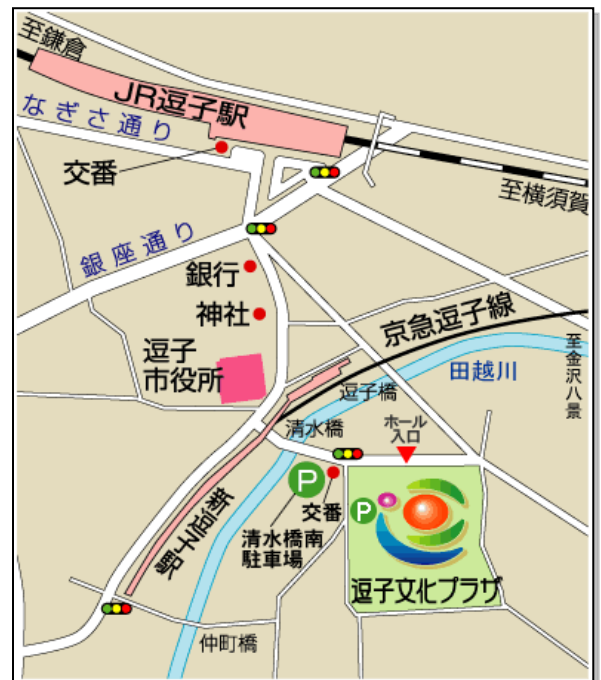 至鎌倉
JR逗子駅
なぎさ通り
交番
至横須賀
銀座通り
銀行
神社
京急逗子線
逗子
市役所
至金沢八景
田越川
逗子橋
清水橋
ホール
入口
P
交番
P
清水橋南
駐車場
新逗子駅
逗子文化プラザ
仲町橋